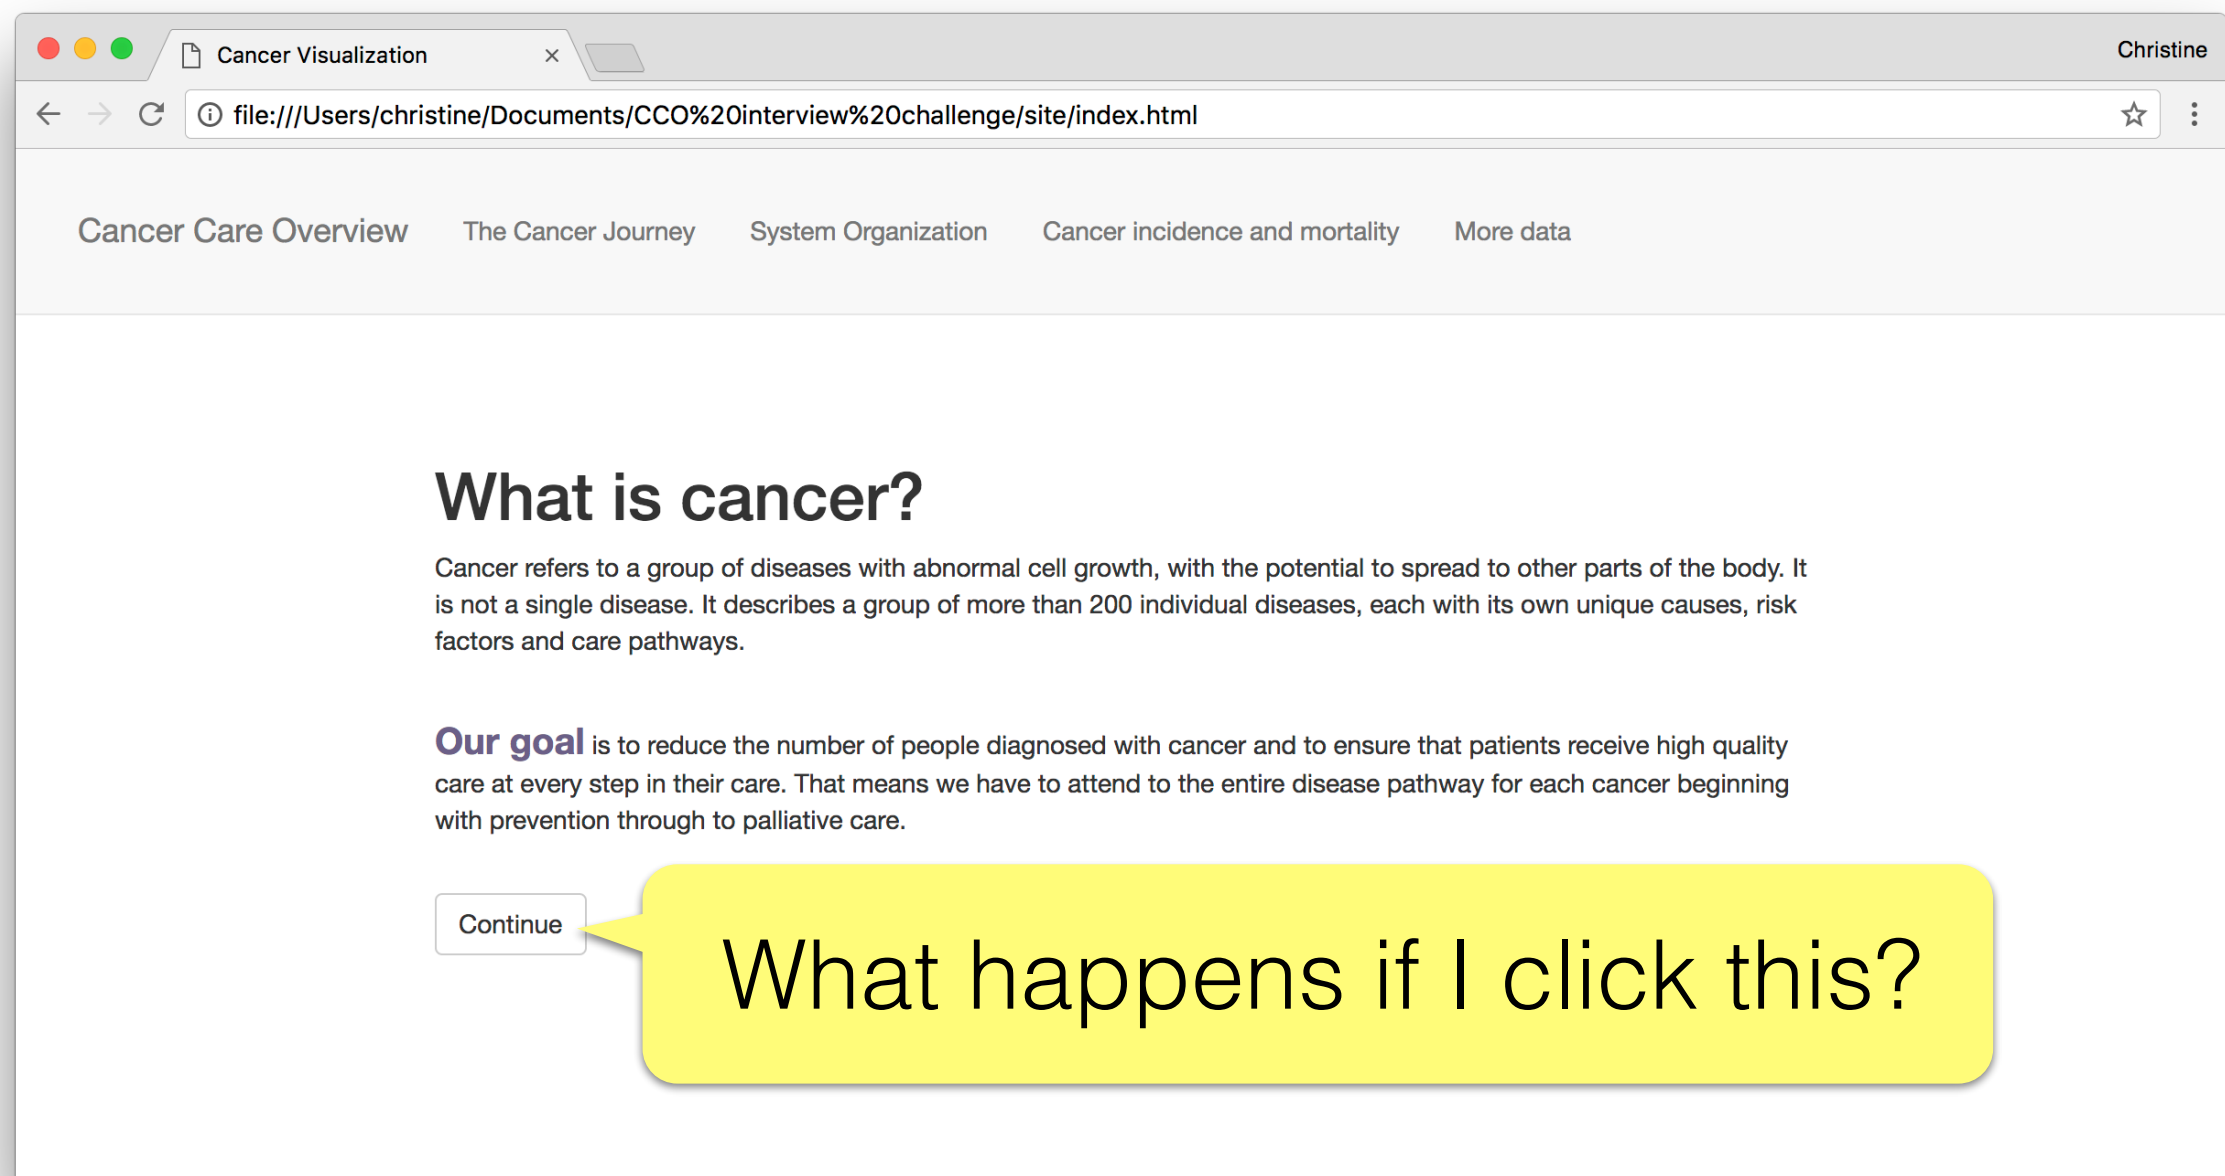 Cancer Visualization
Christine
file:///Users/christine/Documents/CCO%20interview%20challenge/site/index.html
Cancer Care Overview The Cancer Journey System Organization Cancer incidence and mortality More data
What is cancer?
Cancer refers to a group of diseases with abnormal cell growth, with the potential to spread to other parts of the body. It
is not a single disease. It describes a group of more than 200 individual diseases, each with its own unique causes, risk
factors and care pathways.
Our goal is to reduce the number of people diagnosed with cancer and to ensure that patients receive high quality
care at every step in their care. That means we have to attend to the entire disease pathway for each cancer beginning
with prevention through to palliative care.
Continue
What happens if I click this?